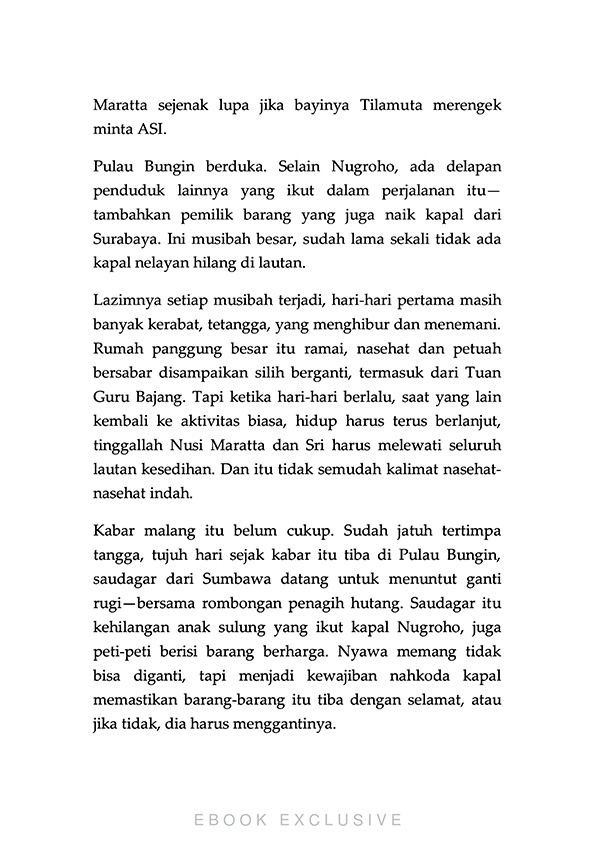 Maratta sejenak lupa jika bayinya Tilamuta merengek
minta ASI.
Pulau Bungin berduka. Selain Nugroho, ada delapan
penduduk lainnya yang ikut dalam perjalanan itu—
tambahkan pemilik barang yang juga naik kapal dari
Surabaya. Ini musibah besar, sudah lama sekali tidak ada
kapal nelayan hilang di lautan.
Lazimnya setiap musibah terjadi, hari-hari pertama masih
banyak kerabat, tetangga, yang menghibur dan menemani.
Rumah panggung besar itu ramai, nasehat dan petuah
bersabar disampaikan silih berganti, termasuk dari Tuan
Guru Bajang. Tapi ketika hari-hari berlalu, saat yang lain
kembali ke aktivitas biasa, hidup harus terus berlanjut,
tinggallah Nusi Maratta dan Sri harus melewati seluruh
lautan kesedihan. Dan itu tidak semudah kalimat nasehat-
nasehat indah.
Kabar malang itu belum cukup. Sudah jatuh tertimpa
tangga, tujuh hari sejak kabar itu tiba di Pulau Bungin,
saudagar dari Sumbawa datang untuk menuntut ganti
rugi—bersama rombongan penagih hutang. Saudagar itu
kehilangan anak sulung yang ikut kapal Nugroho, juga
peti-peti berisi barang berharga. Nyawa memang tidak
bisa diganti, tapi menjadi kewajiban nahkoda kapal
memastikan barang-barang itu tiba dengan selamat, atau
jika tidak, dia harus menggantinya.
EBOOK EXCLUSIVE